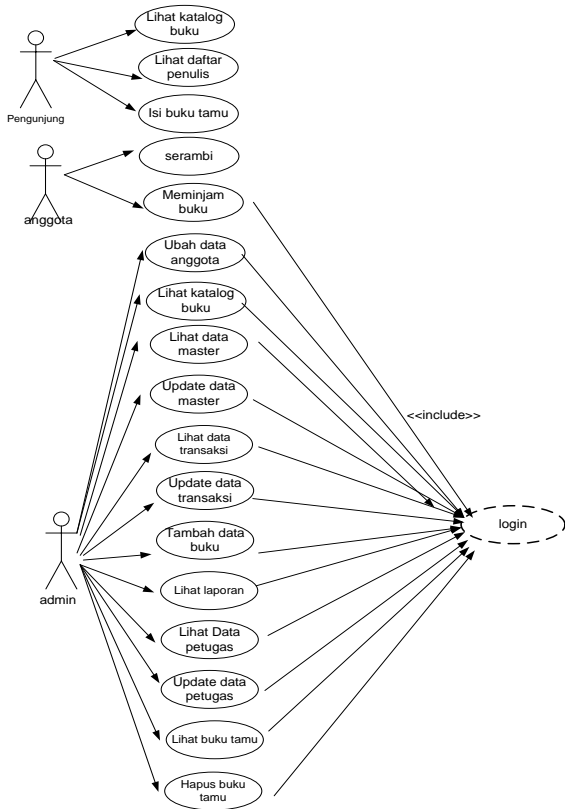 Lihat katalog
buku
Lihat daftar
penulis
Pengunjung
Isi buku tamu
serambi
anggota
Meminjam
buku
Ubah data
anggota
Lihat katalog
buku
Lihat data
master
Update data
master
<<include>>
Lihat data
transaksi
Update data
transaksi
login
Tambah data
buku
admin
Lihat laporan
Lihat Data
petugas
Update data
petugas
Lihat buku tamu
Hapus buku
tamu